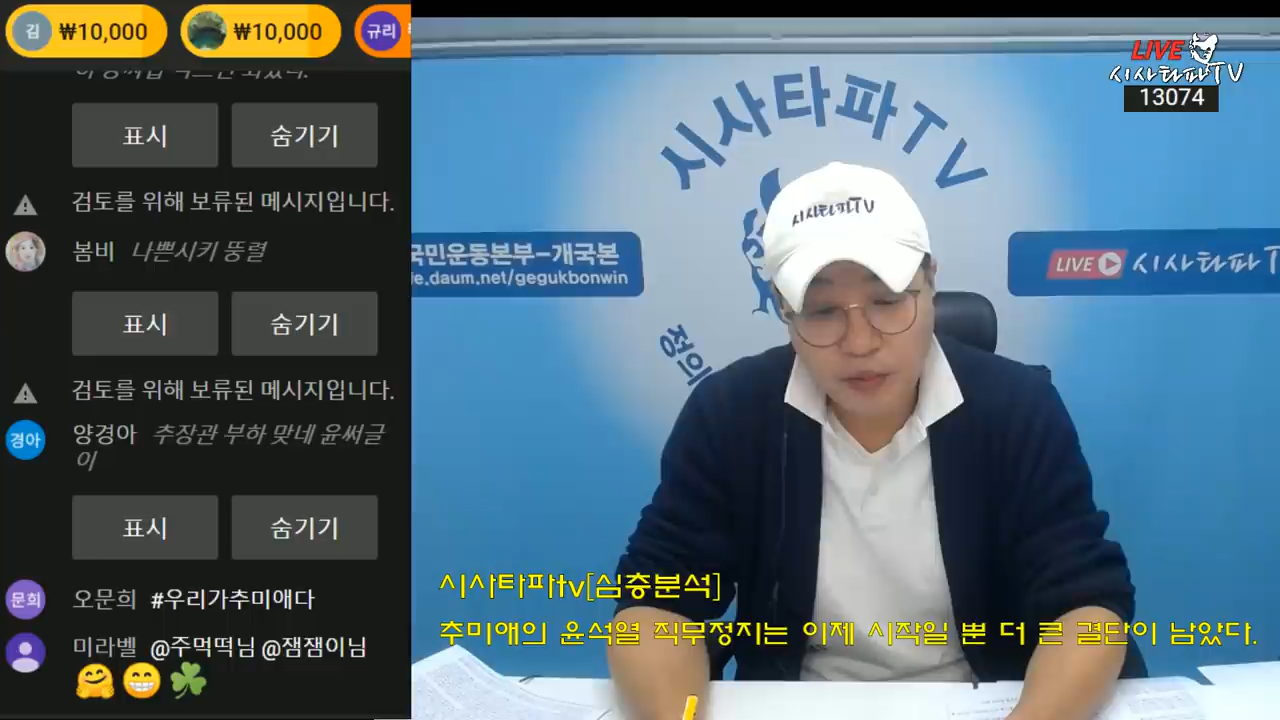 김 ₩10,000
₩10,000
규리
표시 숨기기
검토를 위해 보류된 메시지입니다.
봄비 나쁜시키 뚱렬
표시 숨기기
검토를 위해 보류된 메시지입니다.
경아 양경아 추장관 부하 맞네 윤써글
이
표시 숨기기
문희 오문희 #우리가추미애다
미라벨 @주먹떡님 @잼잼이님
LIVE
시사타파TV
13074
시사타파TV
시사타파TV
국민운동본부-개국본
fe.daum.net/gegukbonwin
LIVE 시사타파T
정의
시사타파tv[심층분석]
추미애의 윤석열 직무정지는 이제 시작일 뿐 더 큰 결단이 남았다.